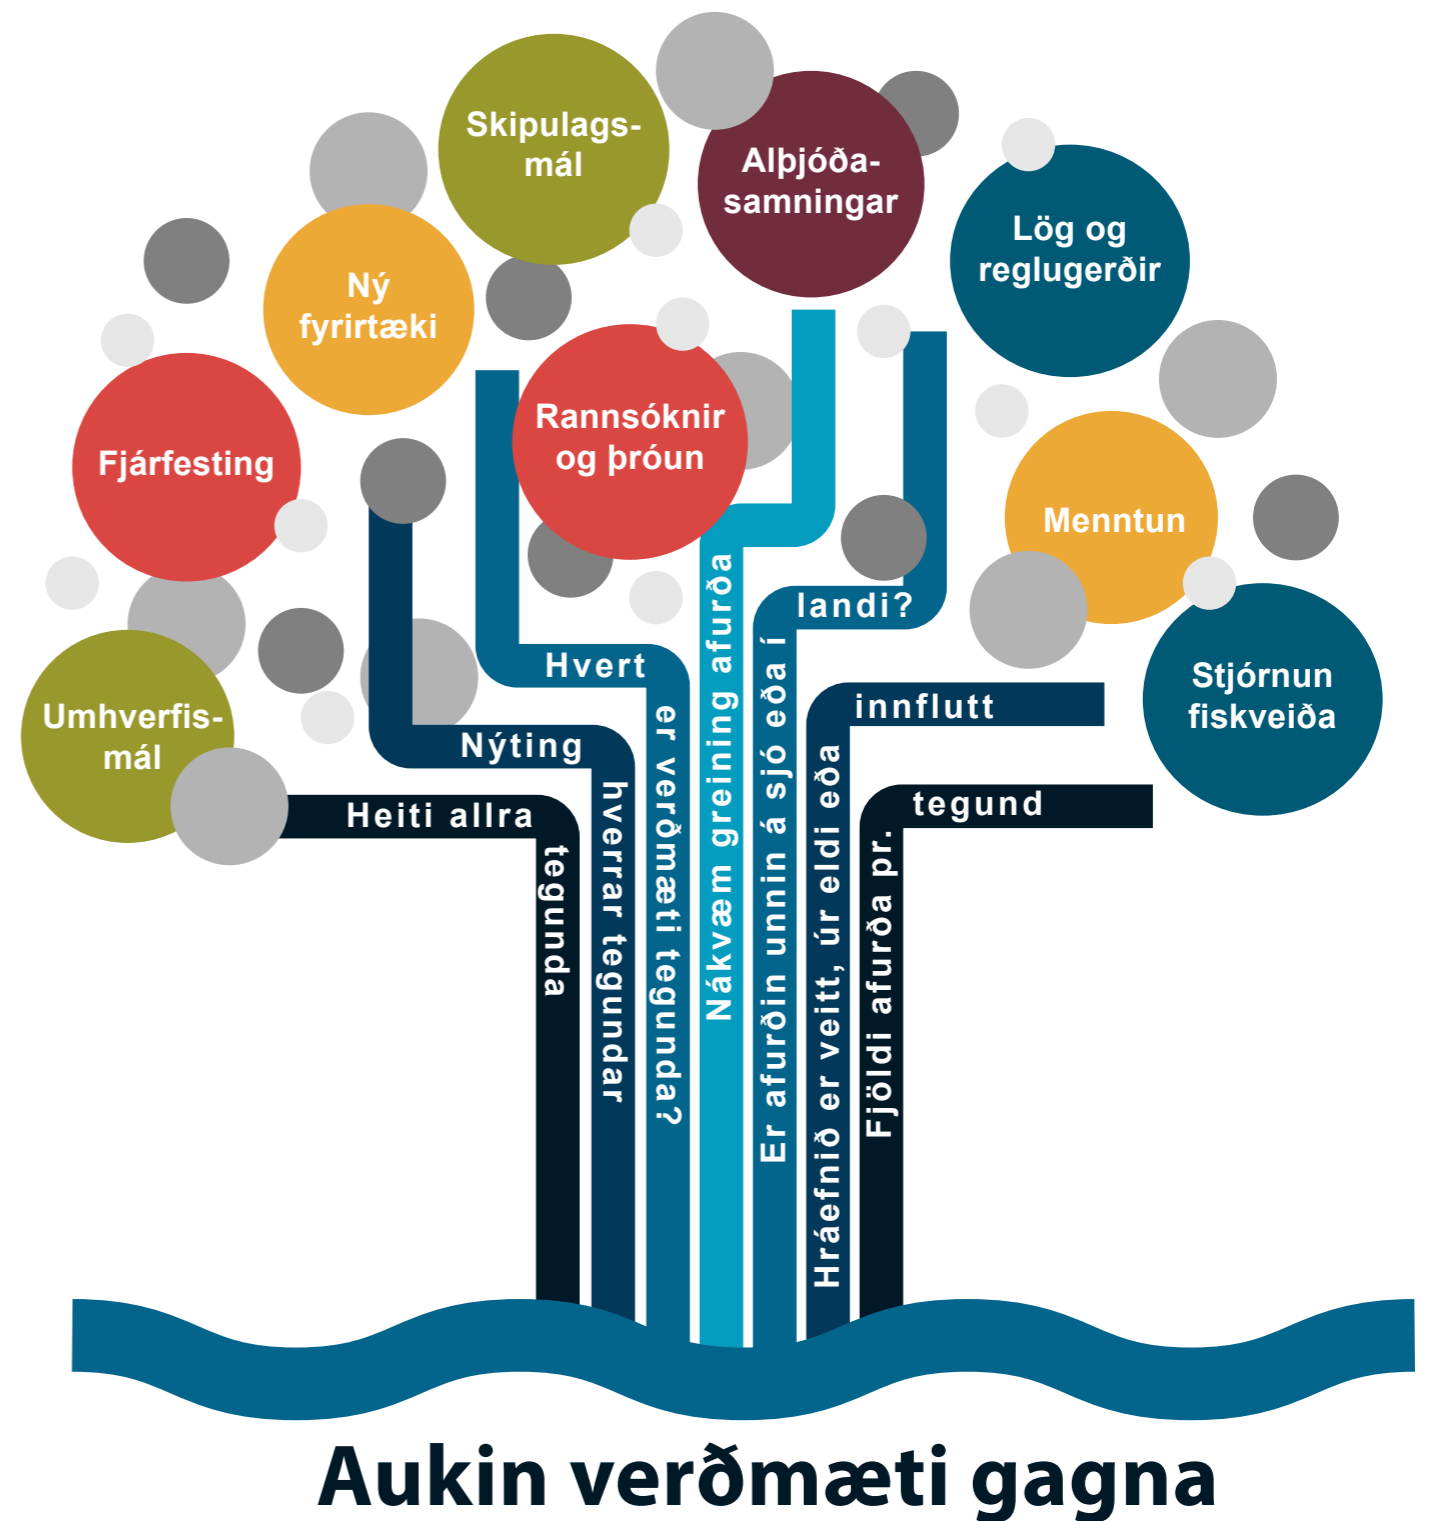 Skipulags-
mál
Alþjóða-
samningar
Lög og
reglugerðir
Ný
fyrirtæki
Rannsóknir
og þróun
Fjárfesting
Menntun
Umhverfis-
mál
Stjórnun
fiskveiða
Heiti allra tegunda
Nýting hverrar tegundar
Hvert er verðmæti tegunda?
Nákvæm greining afurða
Er afurðin unnin á sjó eða í landi?
Hráefnið er veitt, úr eldi eða innflutt
Fjöldi afurða pr. tegund
Aukin verðmæti gagna